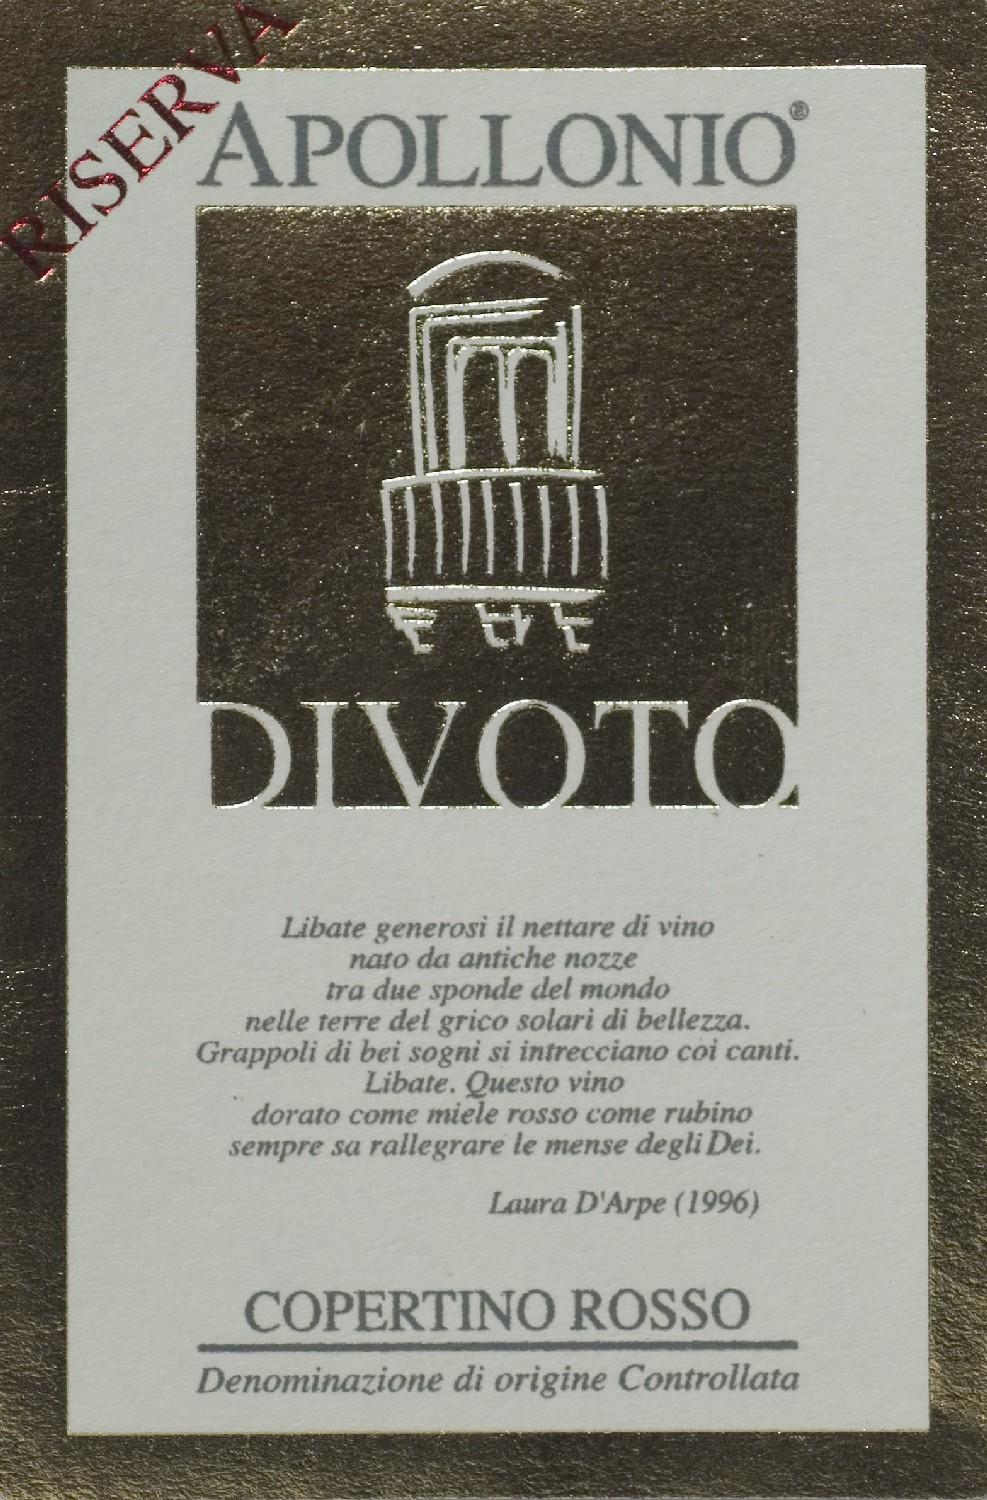 RISERVA
APOLLONIO®
DIVOTO
Libate generosi il nettare di vino
nato da antiche nozze
tra due sponde del mondo
nelle terre del grico solari di bellezza.
Grappoli di bei sogni si intrecciano coi canti.
Libate. Questo vino
dorato come miele rosso come rubino
sempre sa rallegrare le mense degli Dei.
Laura D'Arpe (1996)
COPERTINO ROSSO
Denominazione di origine Controllata